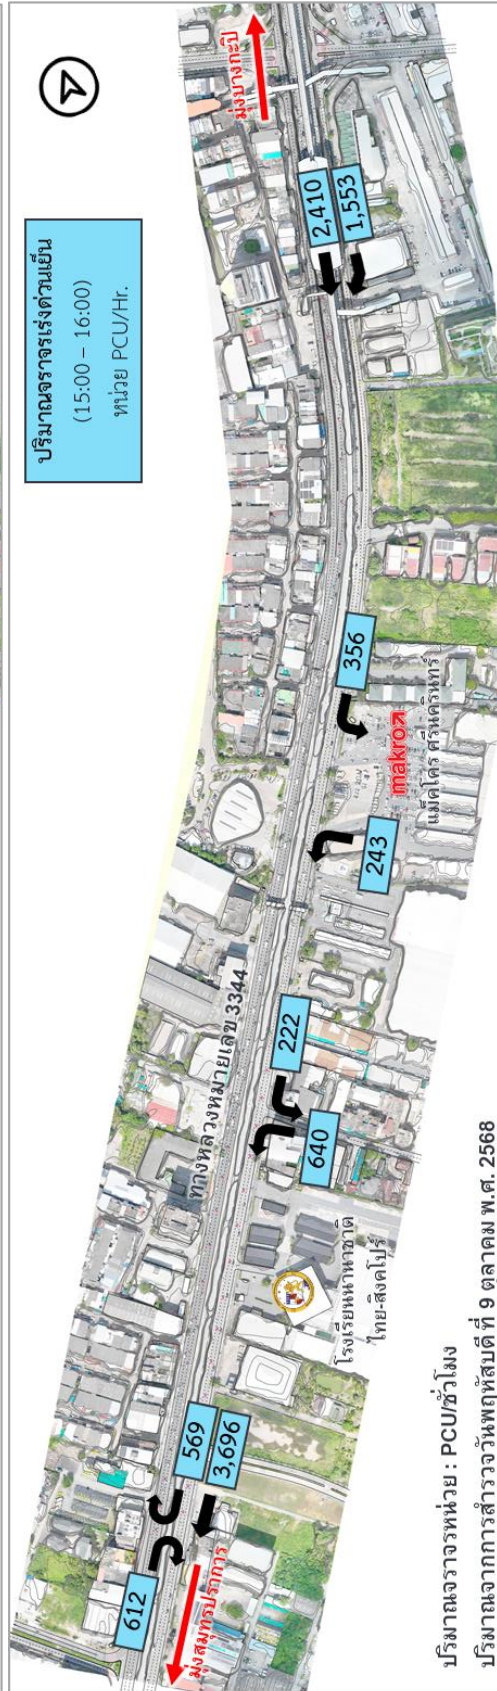 ปริมาณจราจรเร่งด่วนเย็น
(15:00 – 16:00)
หน่วย PCU/Hr.
มุ่งบางกะปิ
2,410
1,553
356
makro
แม็คโคร ศรีนครินทร์
243
ทางหลวงหมายเลข 3344
222
640
โรงเรียนนานาชาติ
ไทย-สิงคโปร์
569
3,696
612
มุ่งสมุทรปราการ
ปริมาณจราจรหน่วย : PCU/ชั่วโมง
ปริมาณจากการสำรวจวันพฤหัสบดีที่ 9 ตุลาคม พ.ศ. 2568